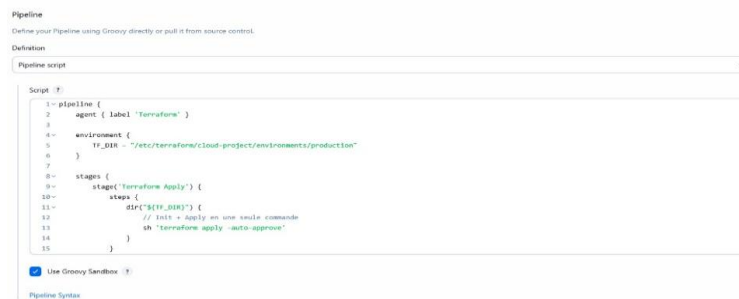 Pipeline
Define your Pipeline using Groovy directly or pull it from source control.
Definition
Pipeline script
Script ?
1 pipeline {
2 agent { label 'Terraform' }
3
4 environment {
5 TF_DIR = "/etc/terraform/cloud-project/environments/production"
6 }
7
8 stages {
9 stage('Terraform Apply') {
10 steps {
11 dir("${TF_DIR}") {
12 // Init + Apply en une seule commande
13 sh 'terraform apply -auto-approve'
14 }
15 }
Use Groovy Sandbox ?
Pipeline Syntax